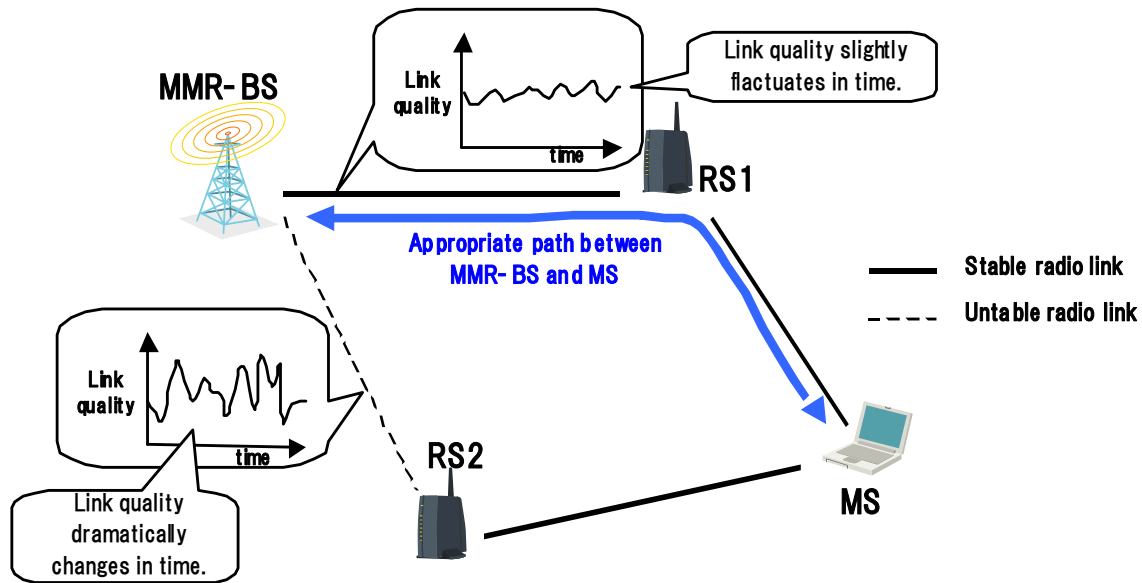 MMR-BS
Link
quality
time
Link quality slightly
flactuates in time.
RS1
Appropriate path between
MMR-BS and MS
Stable radio link
Untable radio link
Link
quality
time
Link quality
dramatically
changes in time.
RS2
MS